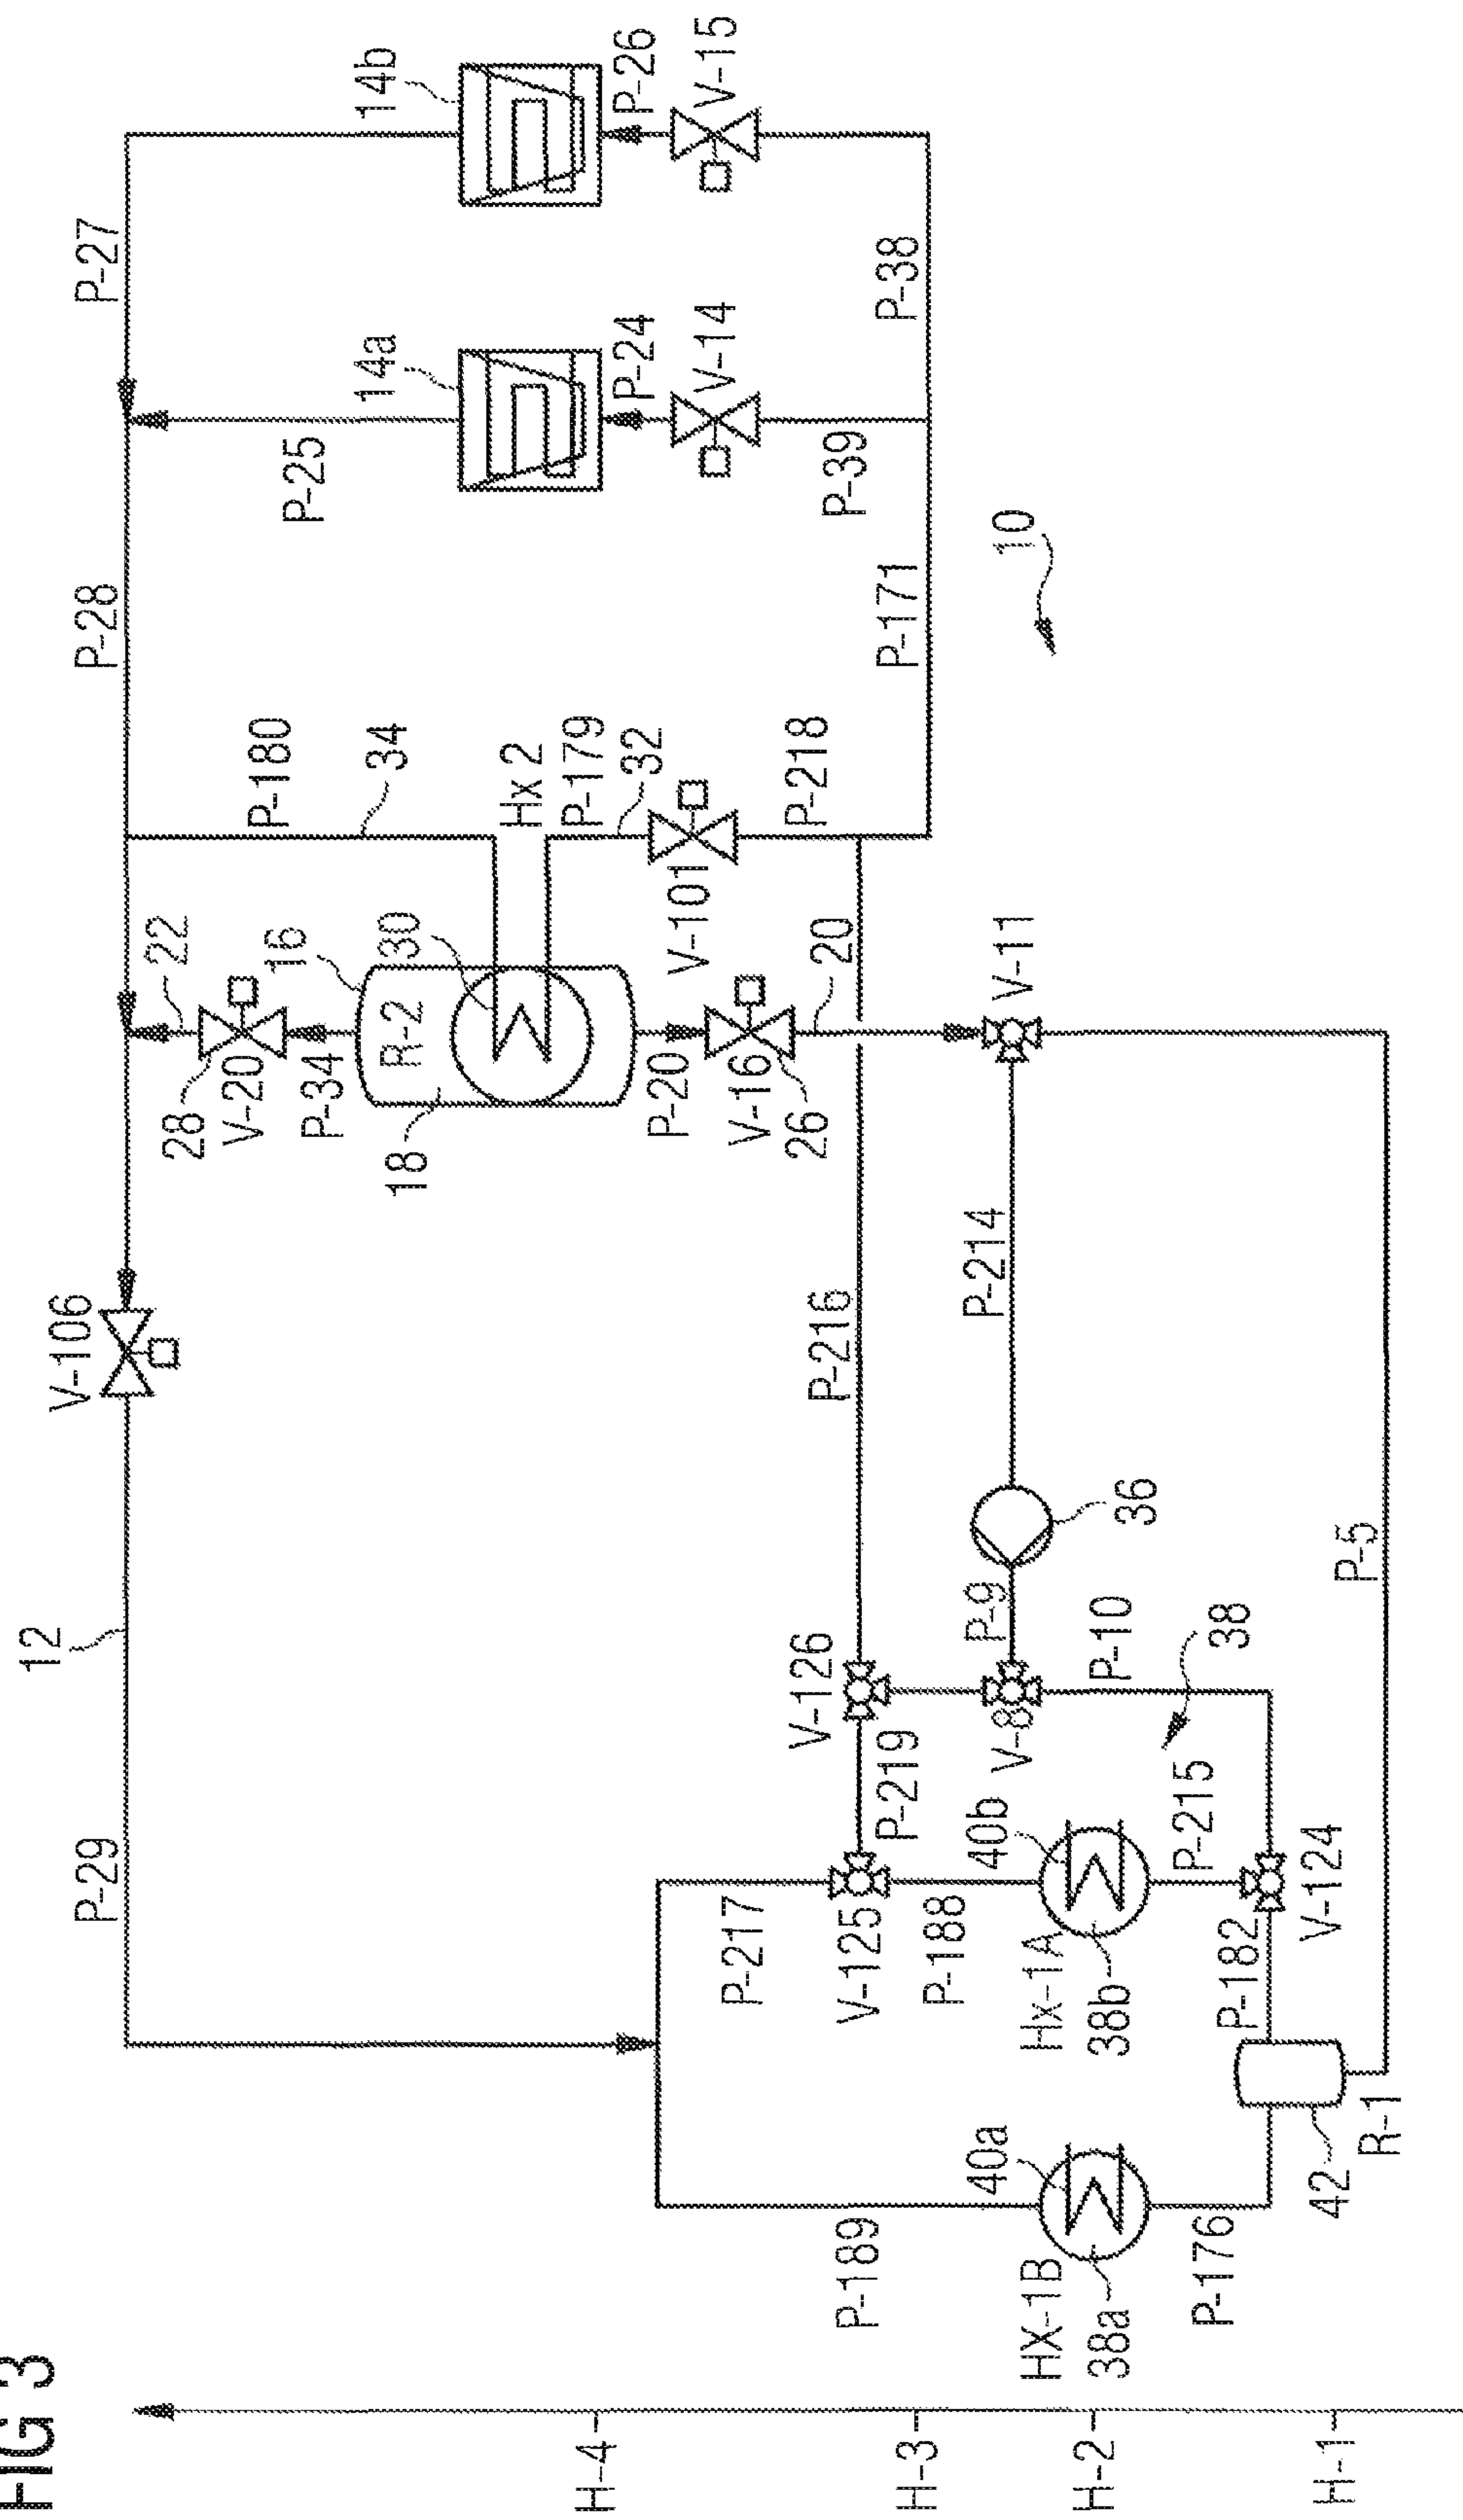 FIG 3
12
P-29
V-106
P-28
P-27
22
28
V-20
P-34
16
R-2
30
18
P-180
34
Hx 2
P-179
32
V-101
P-218
P-20
V-16
26
20
P-25
14a
P-24
V-14
P-39
14b
P-26
V-15
P-38
P-171
10
V-11
P-216
P-214
36
P-5
V-126
P-9
P-10
38
V-8
P-219
P-217
V-125
P-188
40b
Hx-1A
38b
P-215
V-124
P-182
P-189
40a
HX-1B
38a
P-176
42
R-1
H-4
H-3
H-2
H-1